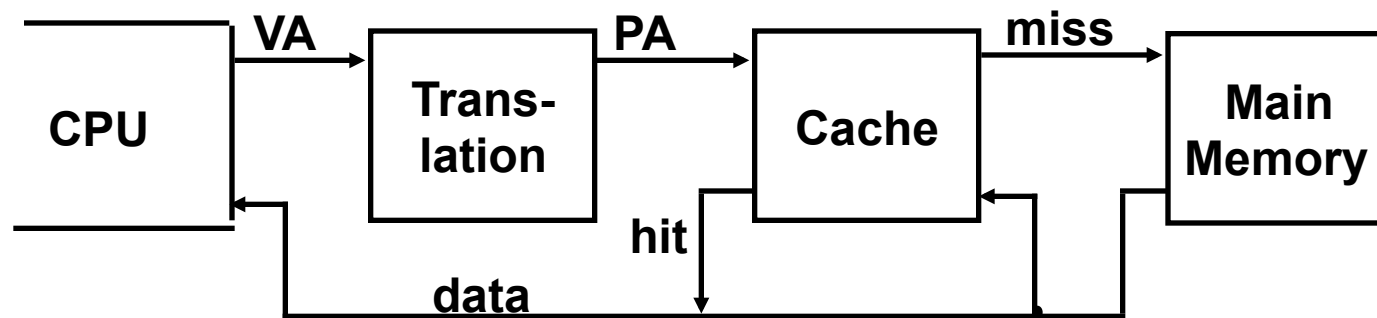 VA
PA
miss
CPU
Trans-
lation
Cache
Main
Memory
hit
data